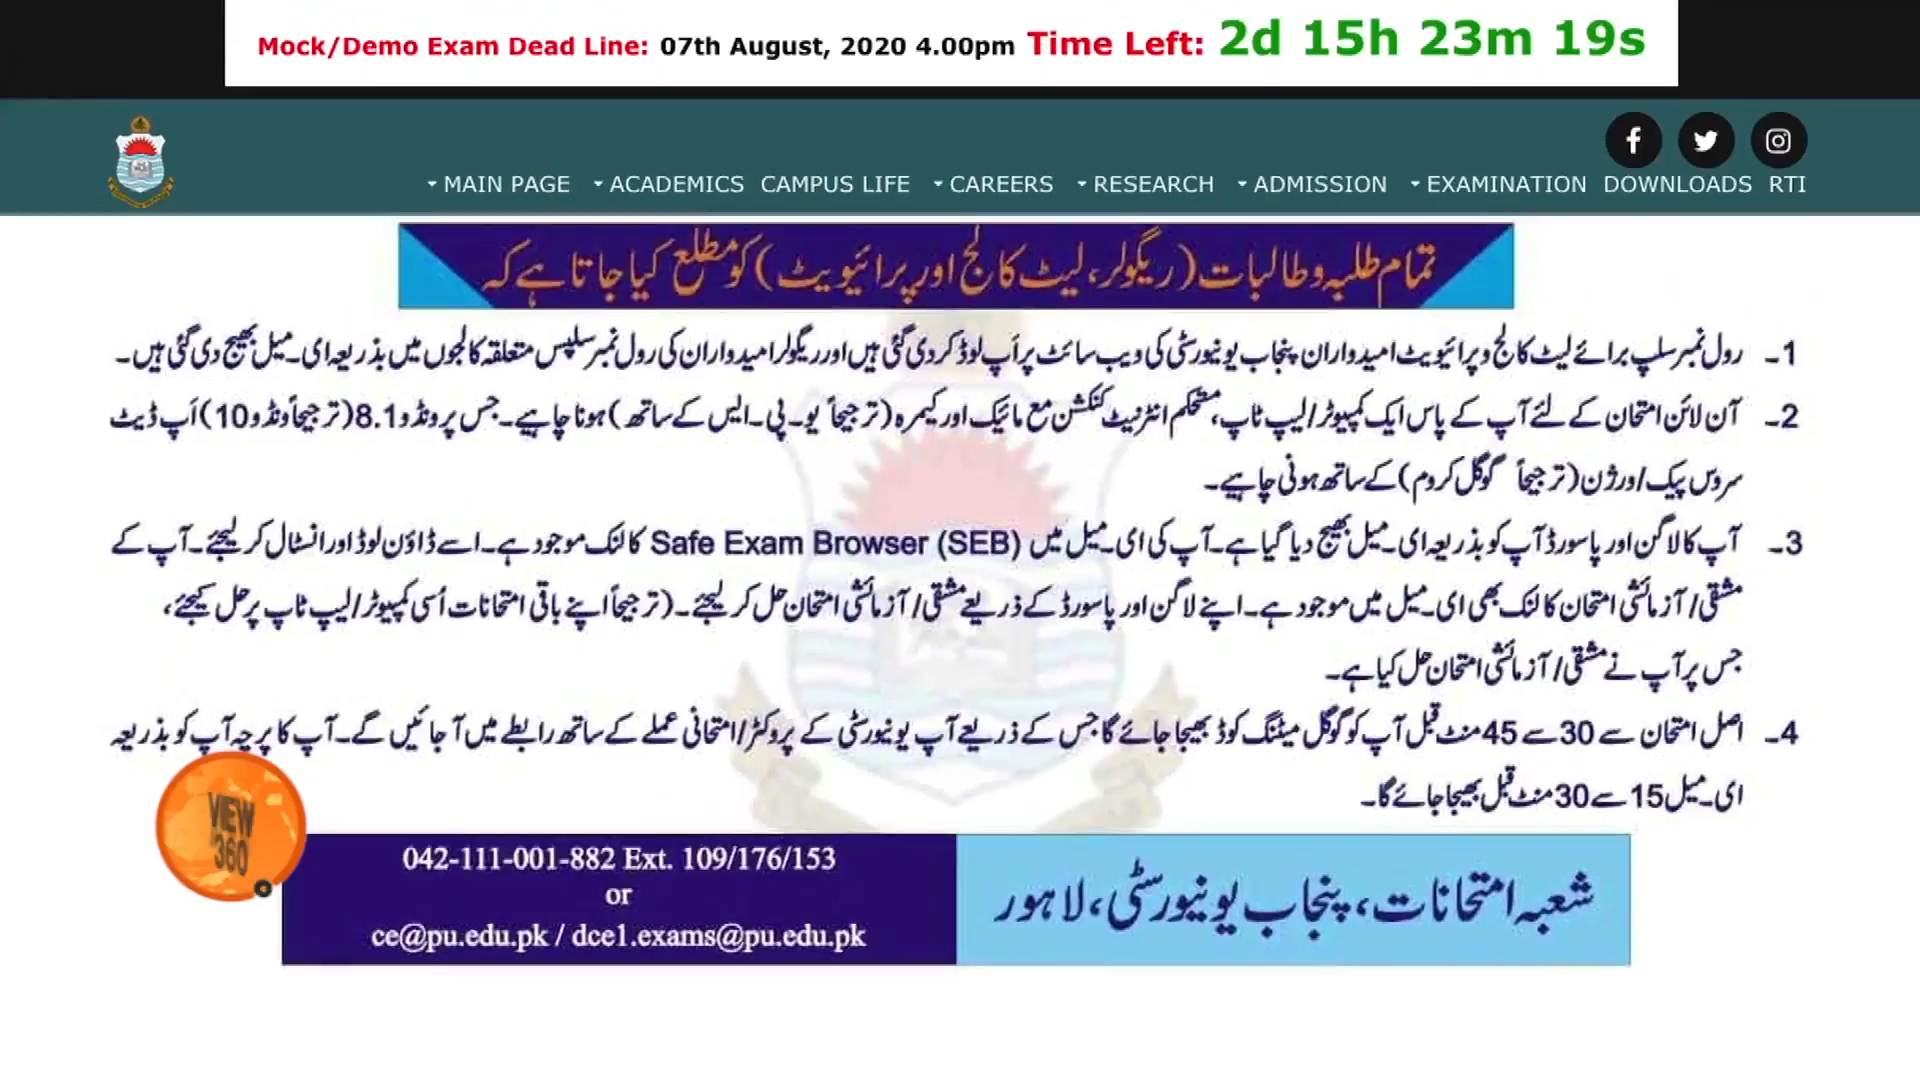 Mock/Demo Exam Dead Line: 07th August, 2020 4.00pm Time Left: 2d 15h 23m 19s
MAIN PAGE ACADEMICS CAMPUS LIFE CAREERS RESEARCH ADMISSION EXAMINATION DOWNLOADS RTI
تمام طلبہ و طالبات (ریگولر، لیٹ کالج اور پرائیویٹ) کو مطلع کیا جاتا ہے کہ
1۔ رول نمبر سلپ برائے لیٹ کالج و پرائیویٹ امیدواران پنجاب یونیورسٹی کی ویب سائٹ پر اَپ لوڈ کر دی گئی ہیں اور ریگولر امیدواران کی رول نمبر سلپس متعلقہ کالجوں میں بذریعہ ای۔میل بھیج دی گئی ہیں۔
2۔ آن لائن امتحان کے لئے آپ کے پاس ایک کمپیوٹر/لیپ ٹاپ، مستحکم انٹرنیٹ کنکشن مع مائیک اور کیمرہ (ترجیحاً یو۔پی۔ایس کے ساتھ) ہونا چاہیے۔ جس پر ونڈو 8.1 (ترجیحاً ونڈو 10) اَپ ڈیٹ
سروس پیک/ورژن (ترجیحاً گوگل کروم) کے ساتھ ہونی چاہیے۔
3۔ آپ کا لاگن اور پاسورڈ آپ کو بذریعہ ای۔میل بھیج دیا گیا ہے۔ آپ کی ای۔میل میں Safe Exam Browser (SEB) کا لنک موجود ہے۔ اسے ڈاؤن لوڈ اور انسٹال کر لیجئے۔ آپ کے
مشقی/آزمائشی امتحان کا لنک بھی ای۔میل میں موجود ہے۔ اپنے لاگن اور پاسورڈ کے ذریعے مشقی/آزمائشی امتحان حل کر لیجئے۔ (ترجیحاً اپنے باقی امتحانات اُسی کمپیوٹر/لیپ ٹاپ پر حل کیجئے،
جس پر آپ نے مشقی/آزمائشی امتحان حل کیا ہے۔
4۔ اصل امتحان سے 30 سے 45 منٹ قبل آپ کو گوگل میٹنگ کوڈ بھیجا جائے گا جس کے ذریعے آپ یونیورسٹی کے پروکٹر/امتحانی عملے کے ساتھ رابطے میں آ جائیں گے۔ آپ کا پرچہ آپ کو بذریعہ
ای۔میل 15 سے 30 منٹ قبل بھیجا جائے گا۔
VIEW
360
042-111-001-882 Ext. 109/176/153
or
ce@pu.edu.pk / dce1.exams@pu.edu.pk
شعبہ امتحانات، پنجاب یونیورسٹی، لاہور